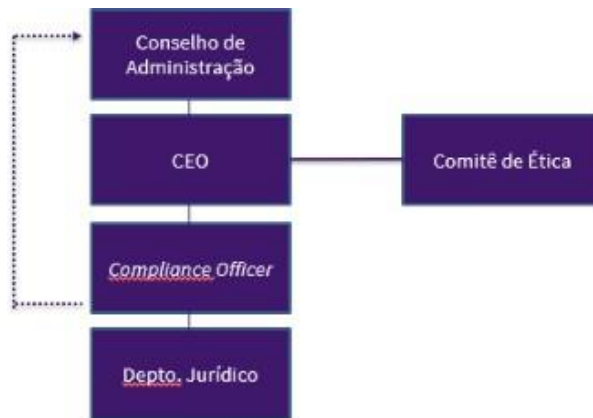 Conselho de
Administração
CEO
Comitê de Ética
Compliance Officer
Depto. Jurídico